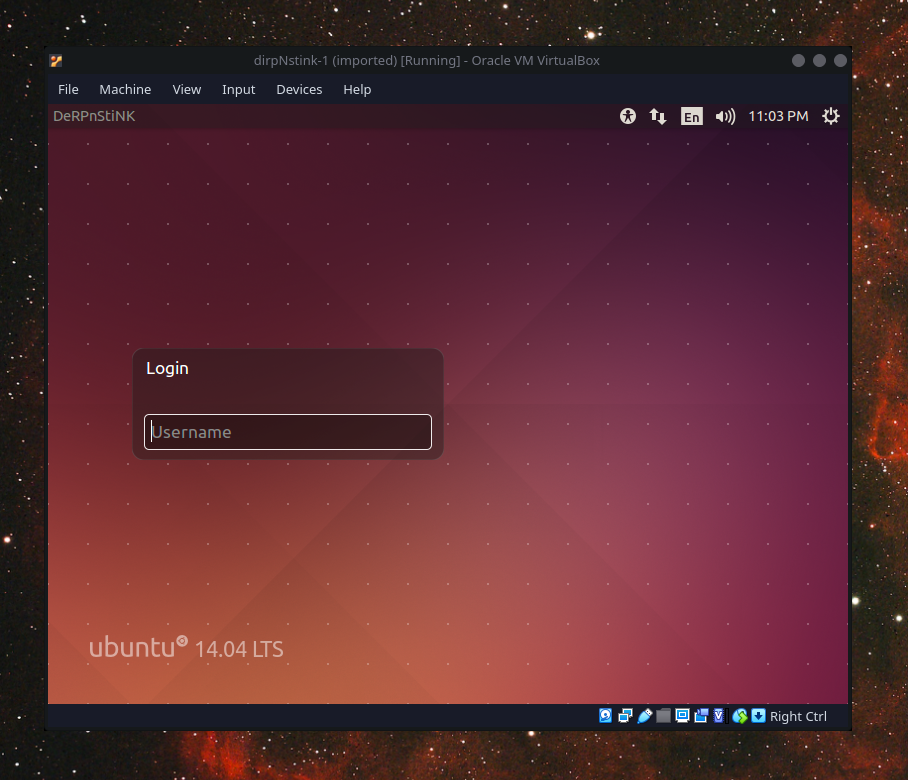 dirpNstink-1 (imported) [Running] - Oracle VM VirtualBox
File Machine View Input Devices Help
DeRPnStiNK En 11:03 PM
Login
Username
ubuntu 14.04 LTS
V Right Ctrl